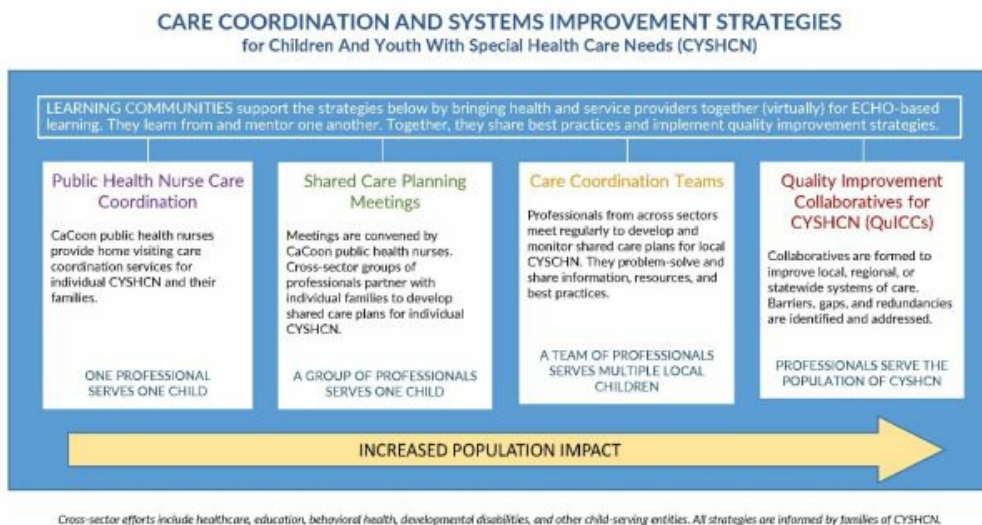 CARE COORDINATION AND SYSTEMS IMPROVEMENT STRATEGIES
for Children And Youth With Special Health Care Needs (CYSHCN)
LEARNING COMMUNITIES support the strategies below by bringing health and service providers together (virtually) for ECHO-based
learning. They learn from and mentor one another. Together, they share best practices and implement quality improvement strategies.
Public Health Nurse Care
Coordination
CaCoon public health nurses
provide home visiting care
coordination services for
individual CYSHCN and their
families.
ONE PROFESSIONAL
SERVES ONE CHILD
Shared Care Planning
Meetings
Meetings are convened by
CaCoon public health nurses.
Cross-sector groups of
professionals partner with
individual families to develop
shared care plans for individual
CYSHCN.
A GROUP OF PROFESSIONALS
SERVES ONE CHILD
Care Coordination Teams
Professionals from across sectors
meet regularly to develop and
monitor shared care plans for local
CYSCHN. They problem-solve and
share information, resources, and
best practices.
A TEAM OF PROFESSIONALS
SERVES MULTIPLE LOCAL
CHILDREN
Quality Improvement
Collaboratives for
CYSHCN (QuICCs)
Collaboratives are formed to
improve local, regional, or
statewide systems of care.
Barriers, gaps, and redundancies
are identified and addressed.
PROFESSIONALS SERVE THE
POPULATION OF CYSHCN
INCREASED POPULATION IMPACT
Cross-sector efforts include healthcare, education, behavioral health, developmental disabilities, and other child-serving entities. All strategies are informed by families of CYSHCN.